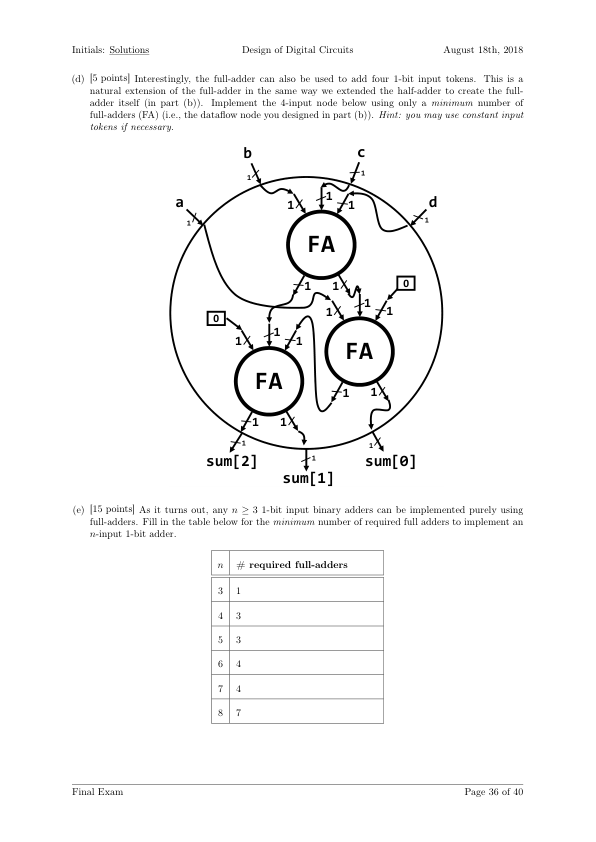 Initials: Solutions Design of Digital Circuits August 18th, 2018
(d) [5 points] Interestingly, the full-adder can also be used to add four 1-bit input tokens. This is a
natural extension of the full-adder in the same way we extended the half-adder to create the full-
adder itself (in part (b)). Implement the 4-input node below using only a minimum number of
full-adders (FA) (i.e., the dataflow node you designed in part (b)). Hint: you may use constant input
tokens if necessary.
b c
1 1
a d
1 1 1 1 1
FA
1 1
0
0
1 1 1
1 1 1
FA
FA
1 1
1 1
1 1 1
sum[2] sum[1] sum[0]
(e) [15 points] As it turns out, any n ≥ 3 1-bit input binary adders can be implemented purely using
full-adders. Fill in the table below for the minimum number of required full adders to implement an
n-input 1-bit adder.
n # required full-adders
3 1
4 3
5 3
6 4
7 4
8 7
Final Exam Page 36 of 40